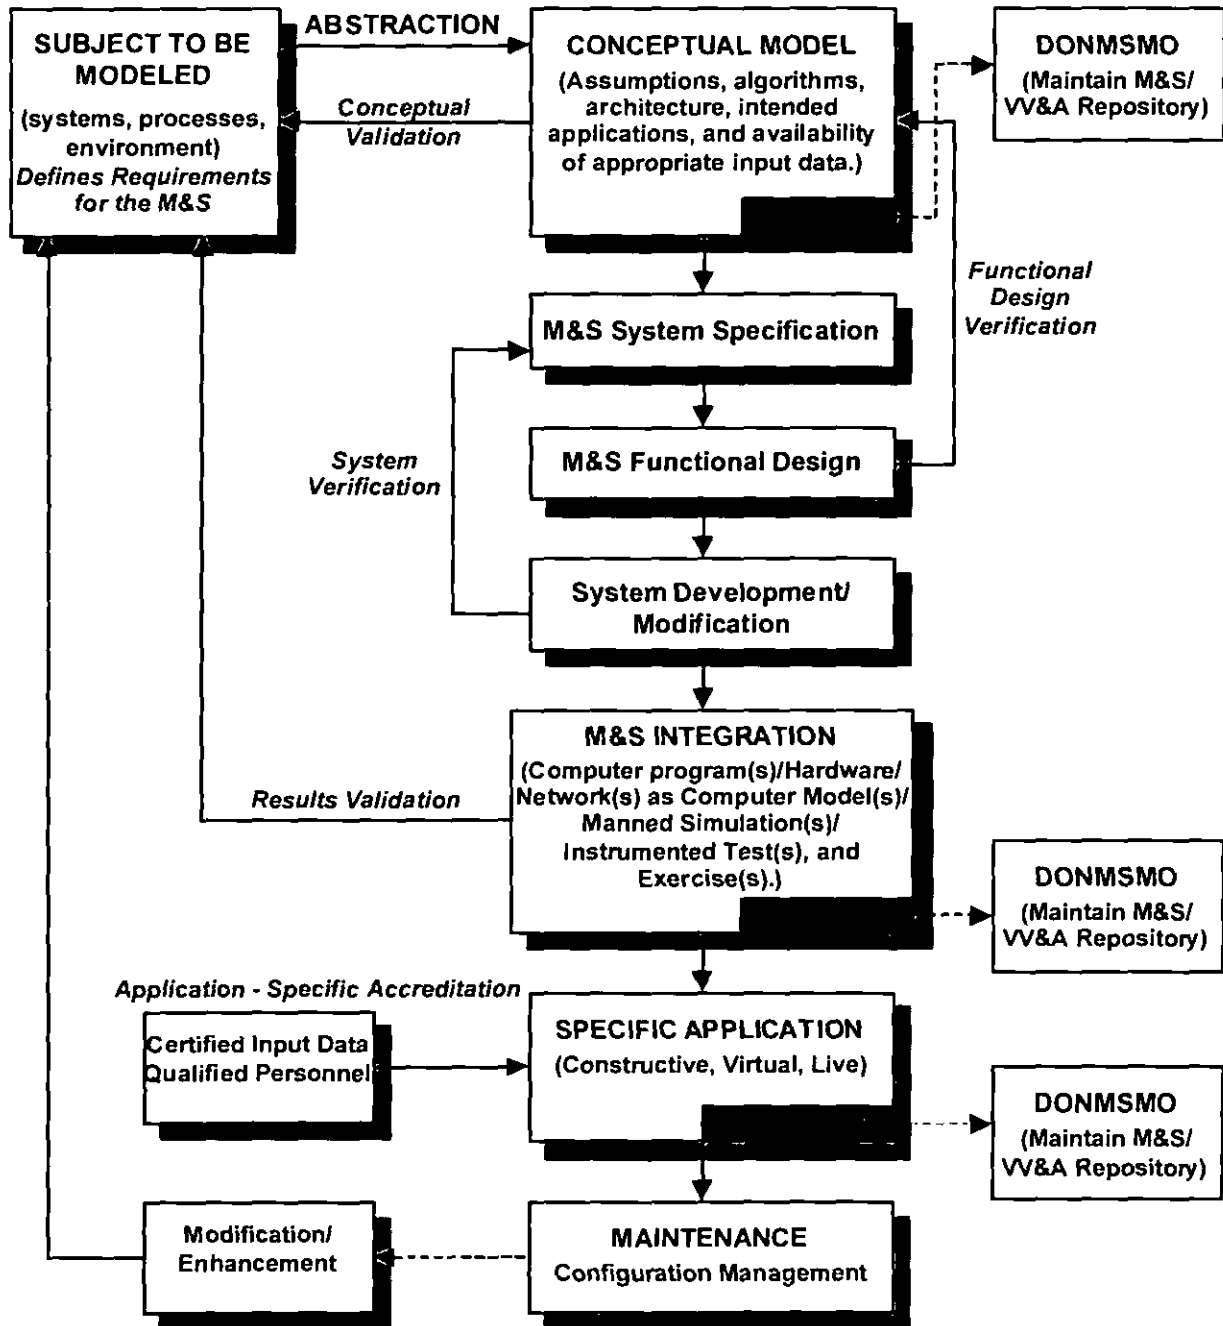 SUBJECT TO BE
MODELED
(systems, processes,
environment)
Defines Requirements
for the M&S
ABSTRACTION
Conceptual
Validation
CONCEPTUAL MODEL
(Assumptions, algorithms,
architecture, intended
applications, and availability
of appropriate input data.)
DONMSMO
(Maintain M&S/
VV&A Repository)
Functional
Design
Verification
M&S System Specification
System
Verification
M&S Functional Design
System Development/
Modification
M&S INTEGRATION
(Computer program(s)/Hardware/
Network(s) as Computer Model(s)/
Manned Simulation(s)/
Instrumented Test(s), and
Exercise(s).)
Results Validation
DONMSMO
(Maintain M&S/
VV&A Repository)
Application - Specific Accreditation
Certified Input Data
Qualified Personnel
SPECIFIC APPLICATION
(Constructive, Virtual, Live)
DONMSMO
(Maintain M&S/
VV&A Repository)
Modification/
Enhancement
MAINTENANCE
Configuration Management